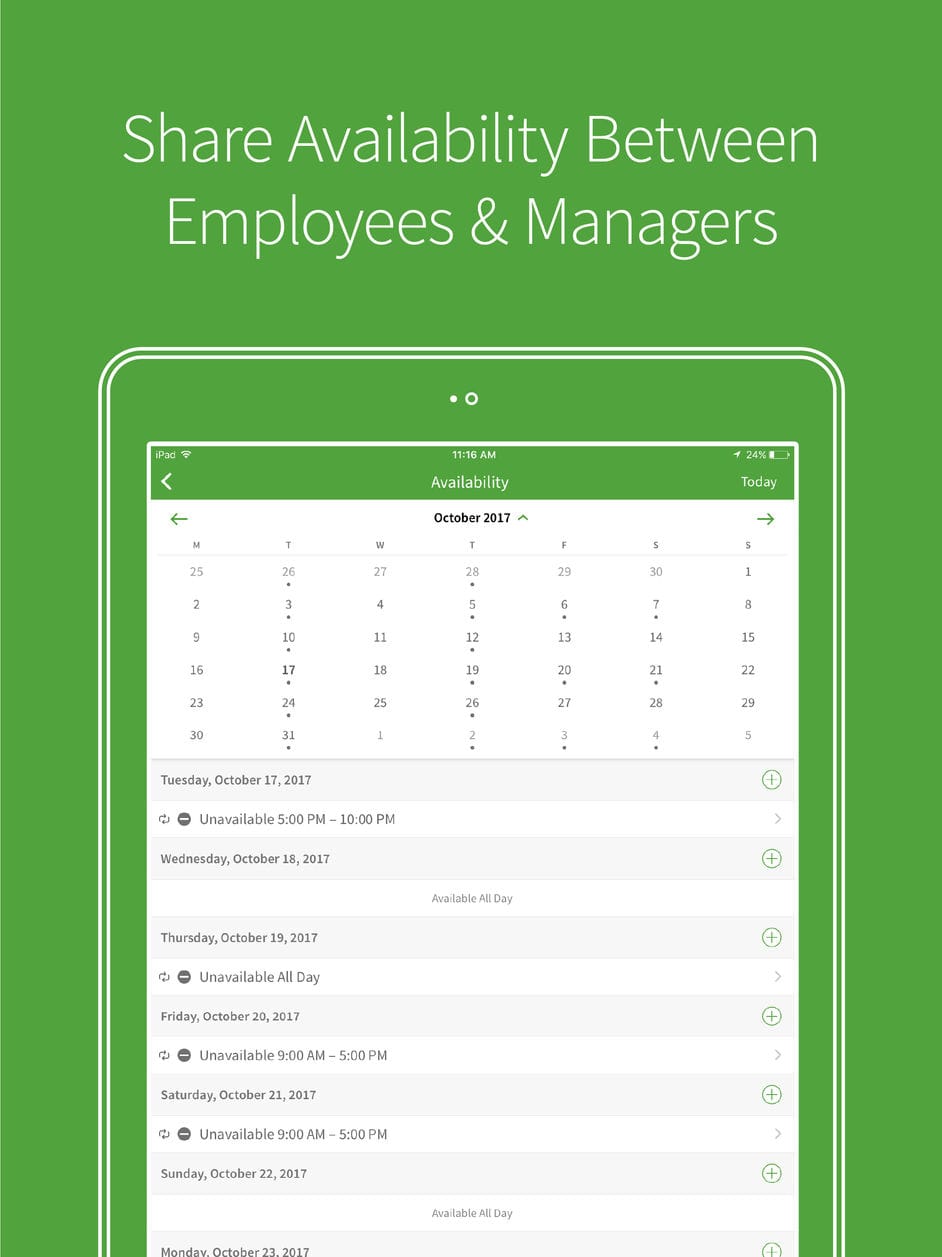 Share Availability Between
Employees & Managers
iPad 11:16 AM 24%
Availability Today
October 2017
M T W T F S S
25 26 27 28 29 30 1
2 3 4 5 6 7 8
9 10 11 12 13 14 15
16 17 18 19 20 21 22
23 24 25 26 27 28 29
30 31 1 2 3 4 5
Tuesday, October 17, 2017
Unavailable 5:00 PM – 10:00 PM
Wednesday, October 18, 2017
Available All Day
Thursday, October 19, 2017
Unavailable All Day
Friday, October 20, 2017
Unavailable 9:00 AM – 5:00 PM
Saturday, October 21, 2017
Unavailable 9:00 AM – 5:00 PM
Sunday, October 22, 2017
Available All Day
Monday, October 23, 2017